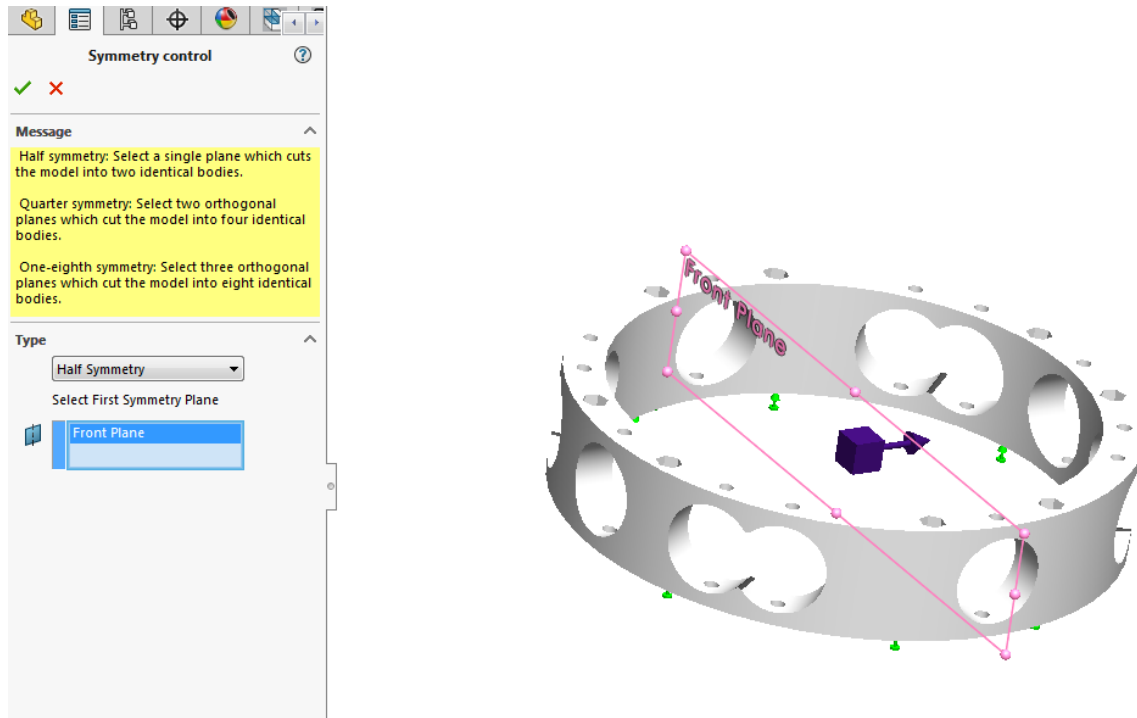 Symmetry control
Message
Half symmetry: Select a single plane which cuts
the model into two identical bodies.
Quarter symmetry: Select two orthogonal
planes which cut the model into four identical
bodies.
One-eighth symmetry: Select three orthogonal
planes which cut the model into eight identical
bodies.
Type
Half Symmetry
Select First Symmetry Plane
Front Plane
Front Plane